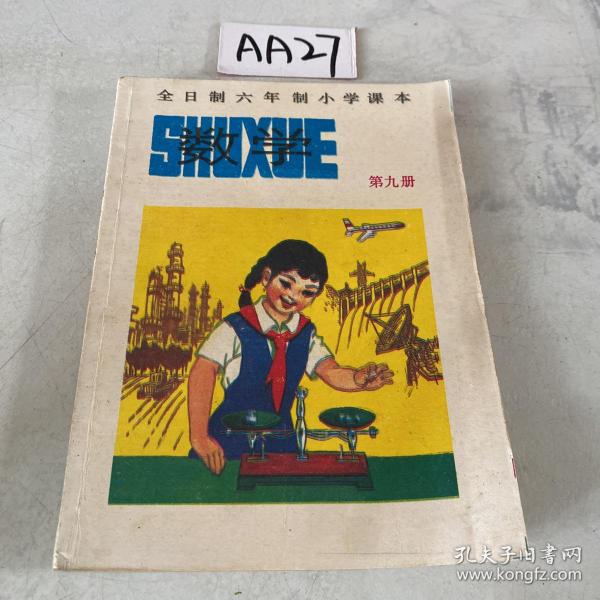 AA27
全日制六年制小学课本
SHUXUE
数学
第九册
孔夫子旧书网
www.kongfz.com